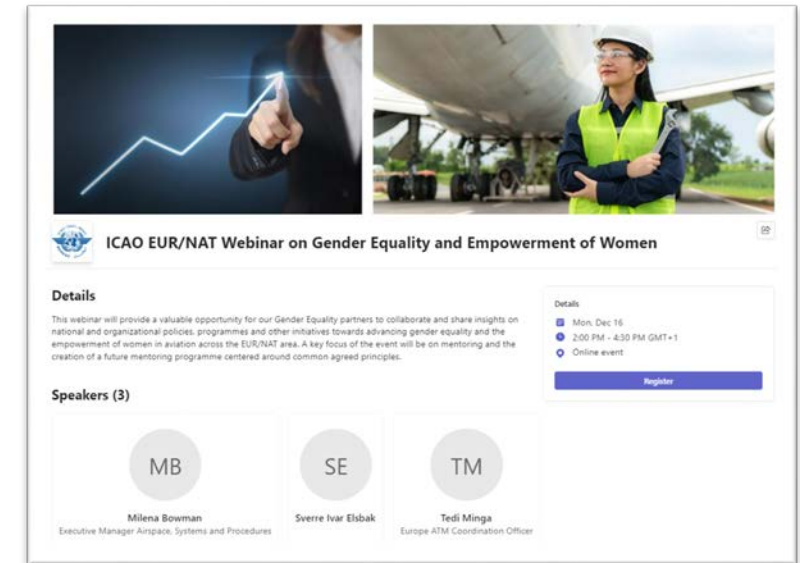 ICAO EUR/NAT Webinar on Gender Equality and Empowerment of Women
Details
This webinar will provide a valuable opportunity for our Gender Equality partners to collaborate and share insights on
national and organizational policies, programmes and other initiatives towards advancing gender equality and the
empowerment of women in aviation across the EUR/NAT area. A key focus of the event will be on mentoring and the
creation of a future mentoring programme centered around common agreed principles.
Details
Mon, Dec 16
2:00 PM - 4:30 PM GMT+1
Online event
Register
Speakers (3)
MB
Milena Bowman
Executive Manager Airspace, Systems and Procedures
SE
Sverre Ivar Elsbak
TM
Tedi Minga
Europe ATM Coordination Officer